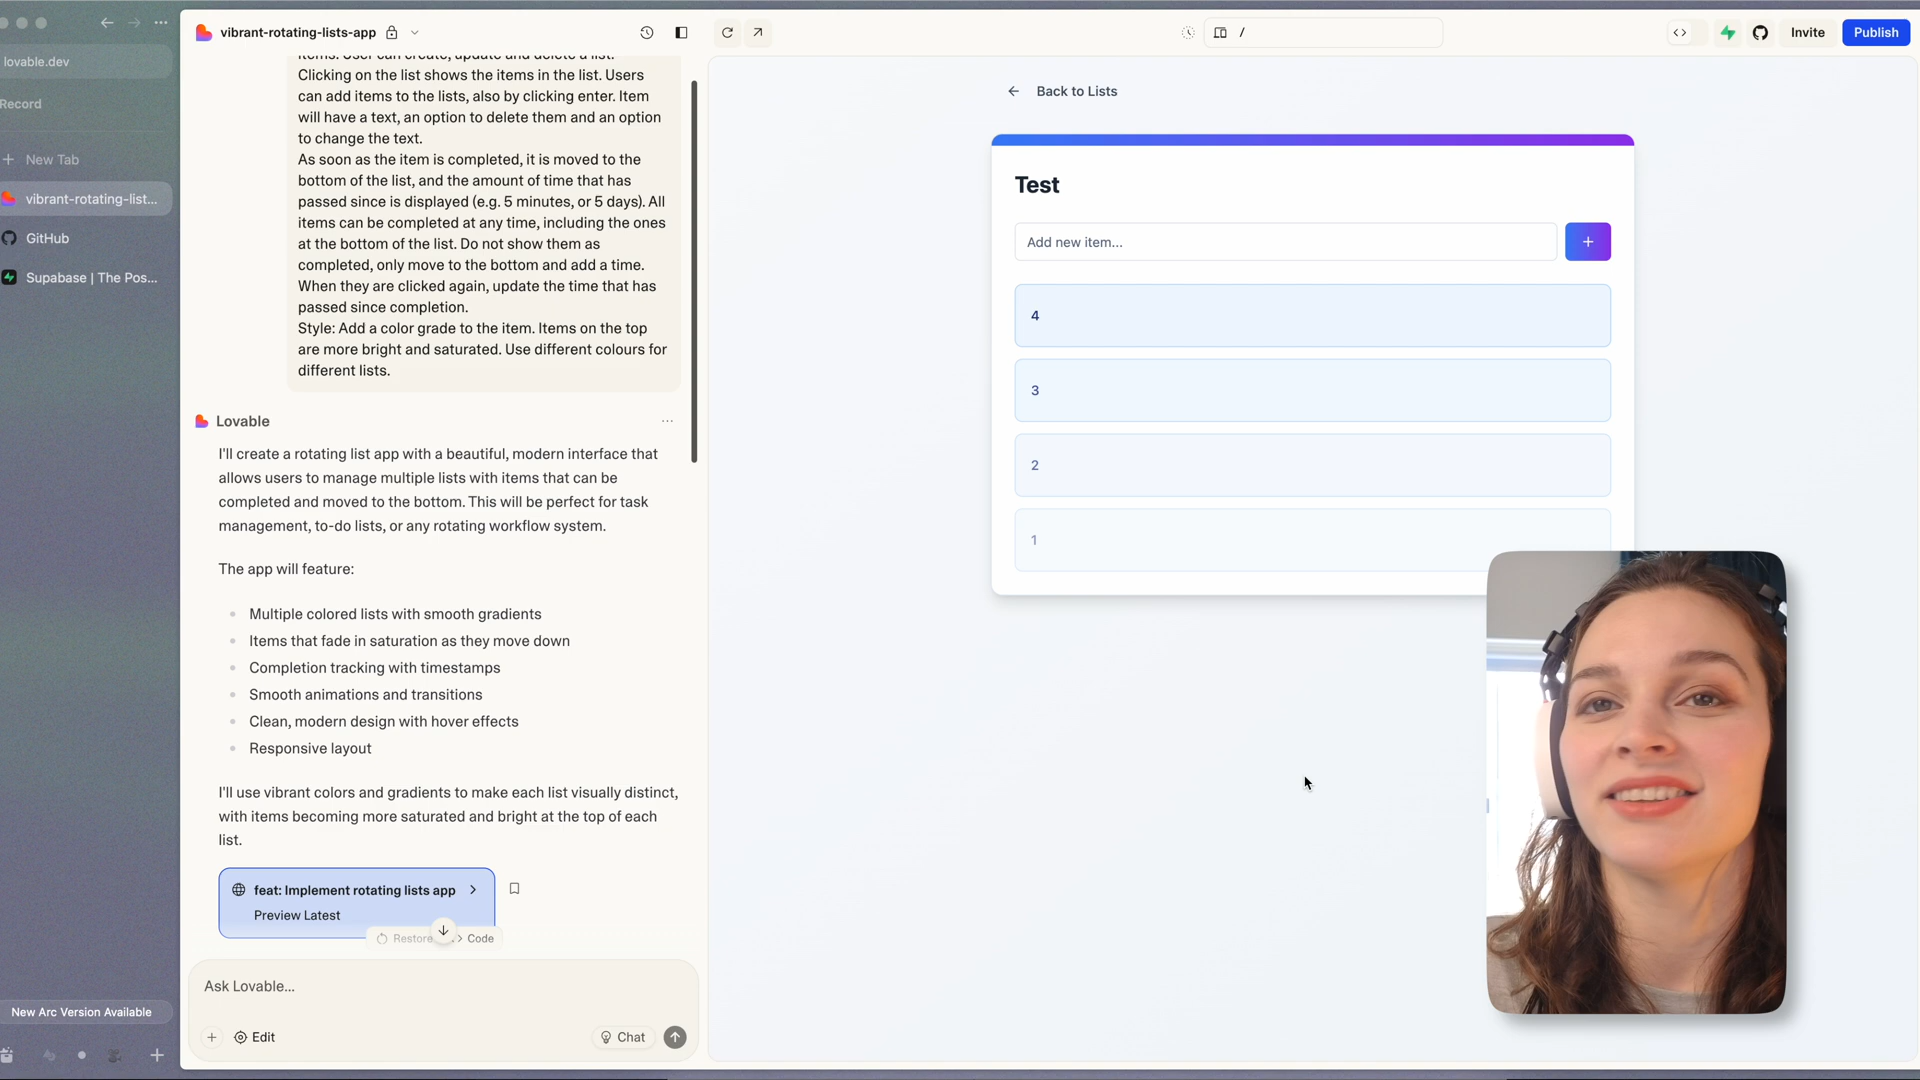 vibrant-rotating-lists-app
/
Invite
Publish
lovable.dev
Record
New Tab
vibrant-rotating-list...
GitHub
Supabase | The Pos...
New Arc Version Available
items. User can create, update and delete a list.
Clicking on the list shows the items in the list. Users
can add items to the lists, also by clicking enter. Item
will have a text, an option to delete them and an option
to change the text.
As soon as the item is completed, it is moved to the
bottom of the list, and the amount of time that has
passed since is displayed (e.g. 5 minutes, or 5 days). All
items can be completed at any time, including the ones
at the bottom of the list. Do not show them as
completed, only move to the bottom and add a time.
When they are clicked again, update the time that has
passed since completion.
Style: Add a color grade to the item. Items on the top
are more bright and saturated. Use different colours for
different lists.
Lovable
I'll create a rotating list app with a beautiful, modern interface that
allows users to manage multiple lists with items that can be
completed and moved to the bottom. This will be perfect for task
management, to-do lists, or any rotating workflow system.
The app will feature:
Multiple colored lists with smooth gradients
Items that fade in saturation as they move down
Completion tracking with timestamps
Smooth animations and transitions
Clean, modern design with hover effects
Responsive layout
I'll use vibrant colors and gradients to make each list visually distinct,
with items becoming more saturated and bright at the top of each
list.
feat: Implement rotating lists app
Preview Latest
Restore
Code
Ask Lovable...
Edit
Chat
Back to Lists
Test
Add new item...
4
3
2
1